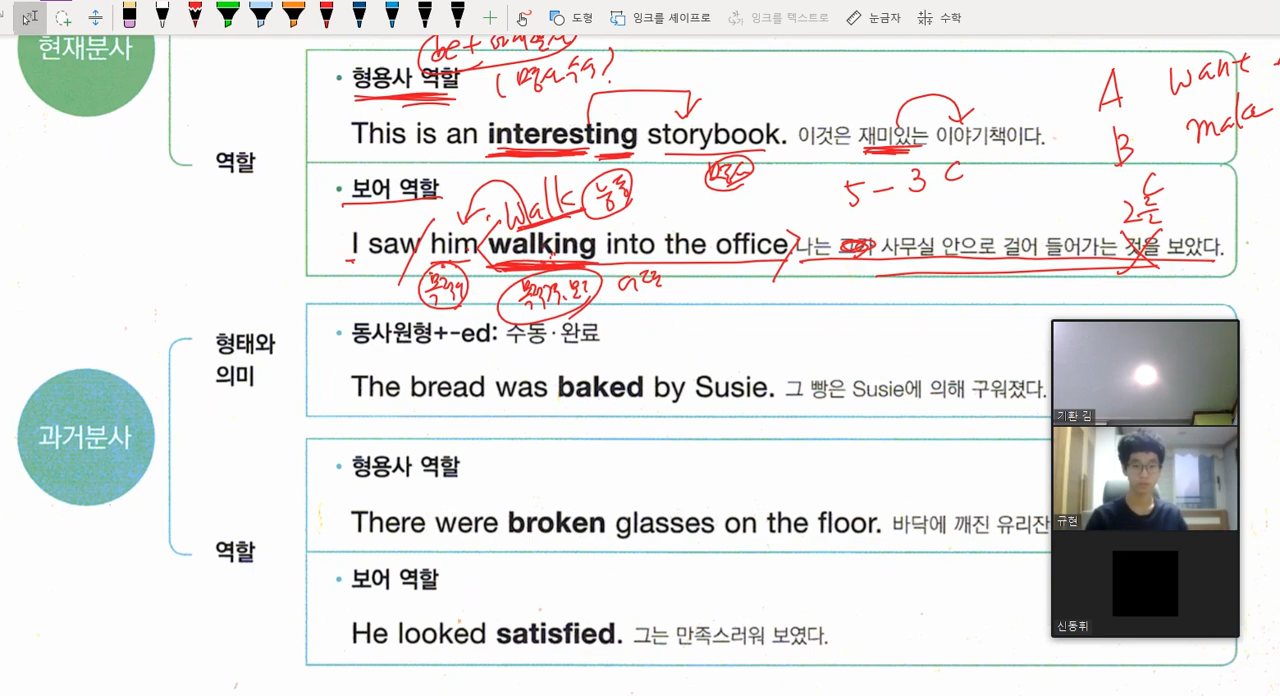 도형
잉크를 셰이프로
잉크를 텍스트로
눈금자
수학
현재분사
be+
• 형용사 역할
This is an interesting storybook. 이것은 재미있는 이야기책이다.
A want
B make
5-3
C
역할
• 보어 역할
walk
능동
I saw him walking into the office 나는 사무실 안으로 걸어 들어가는 것을 보았다.
형태와
의미
• 동사원형+-ed: 수동·완료
The bread was baked by Susie. 그 빵은 Susie에 의해 구워졌다.
과거분사
• 형용사 역할
There were broken glasses on the floor. 바닥에 깨진 유리잔
역할
• 보어 역할
He looked satisfied. 그는 만족스러워 보였다.
기환 김
규현
신동휘